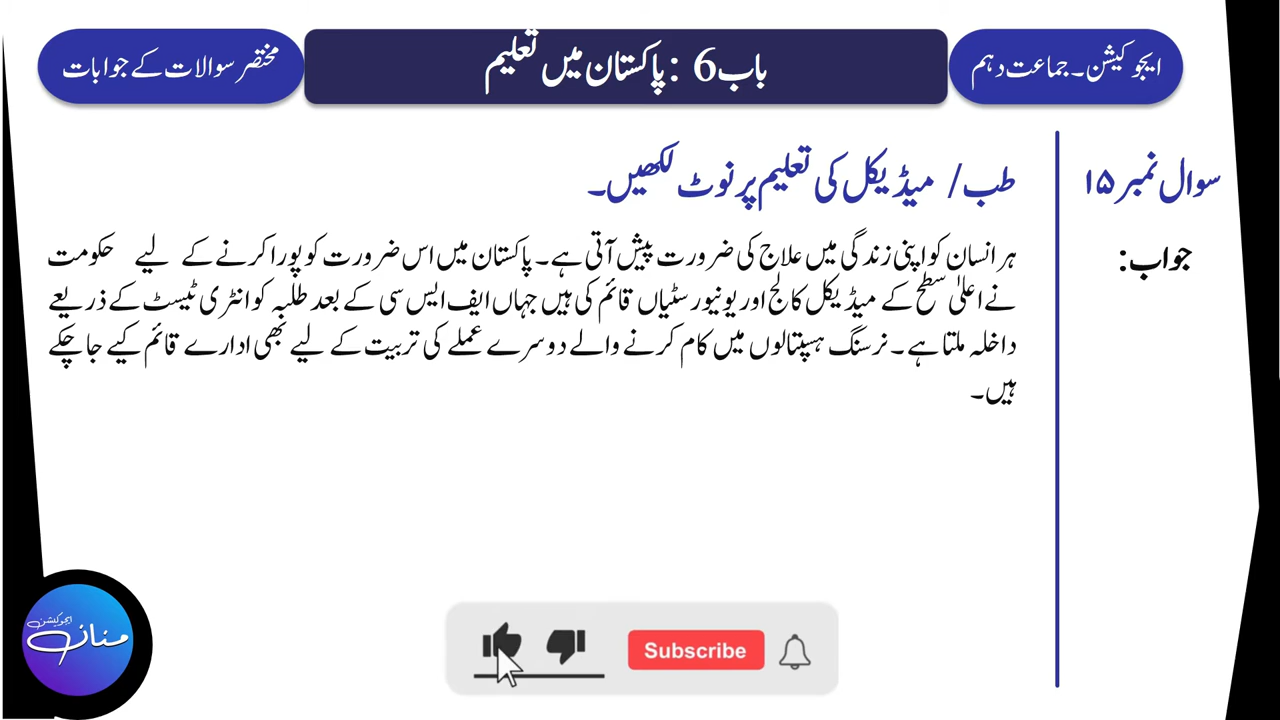 ایجوکیشن۔ جماعت دہم
باب 6 : پاکستان میں تعلیم
مختصر سوالات کے جوابات
سوال نمبر ۱۵
طب / میڈیکل کی تعلیم پر نوٹ لکھیں۔
جواب:
ہر انسان کو اپنی زندگی میں علاج کی ضرورت پیش آتی ہے۔ پاکستان میں اس ضرورت کو پورا کرنے کے لیے حکومت
نے اعلیٰ سطح کے میڈیکل کالج اور یونیورسٹیاں قائم کی ہیں جہاں ایف ایس سی کے بعد طلبہ کو انٹری ٹیسٹ کے ذریعے
داخلہ ملتا ہے۔ نرسنگ ہسپتالوں میں کام کرنے والے دوسرے عملے کی تربیت کے لیے بھی ادارے قائم کیے جا چکے
ہیں۔
ایجوکیشن
منان
Subscribe